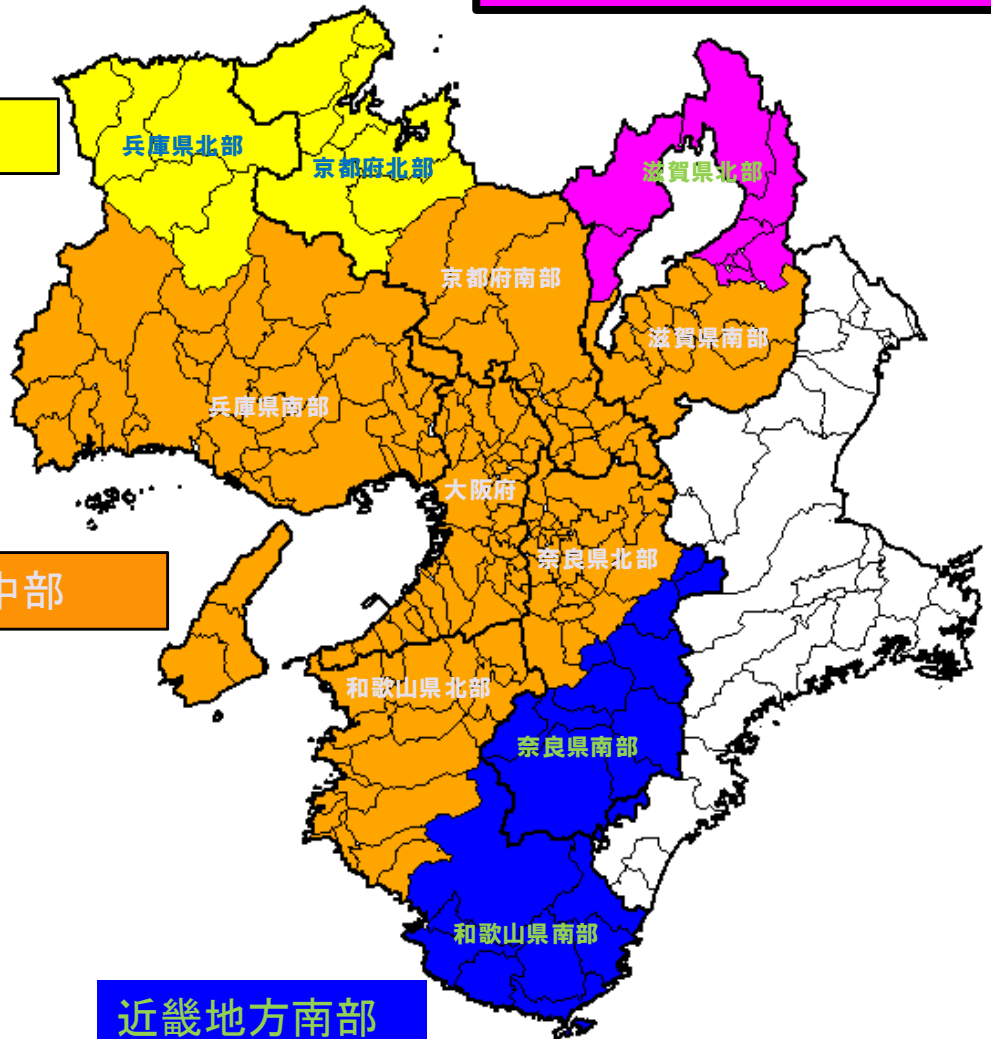 兵庫県北部
京都府北部
滋賀県北部
京都府南部
滋賀県南部
兵庫県南部
大阪府
奈良県北部
中部
和歌山県北部
奈良県南部
和歌山県南部
近畿地方南部